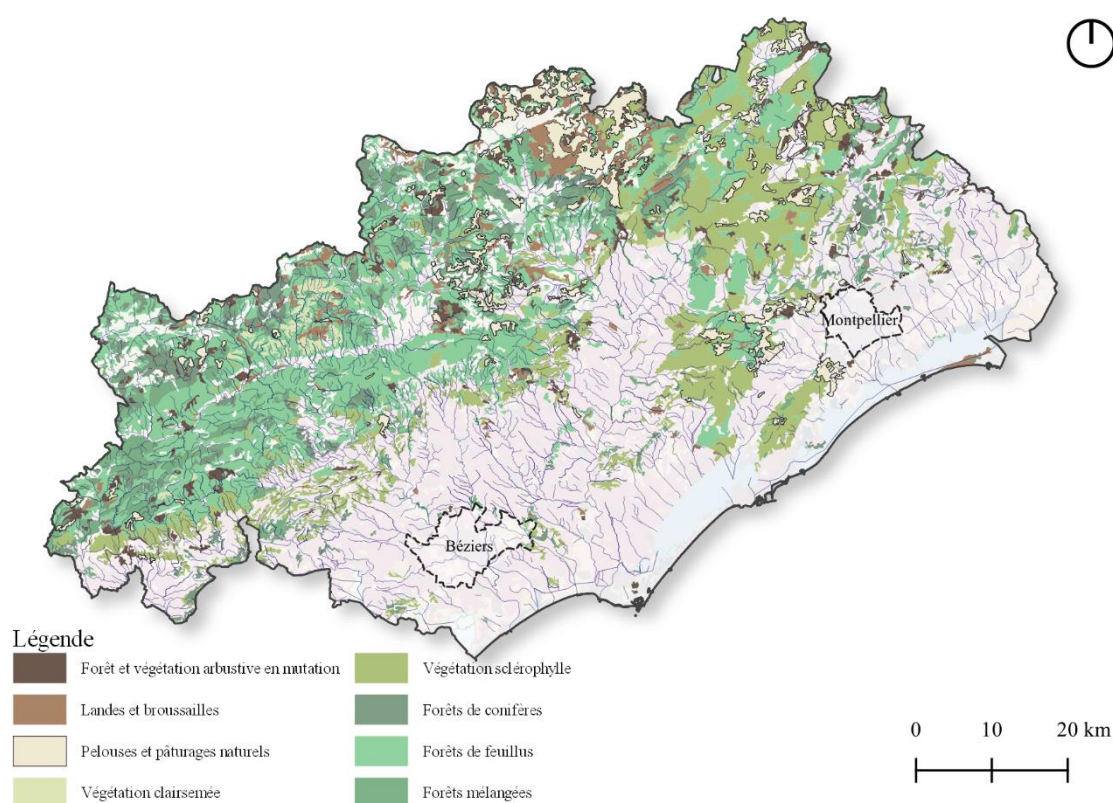 Montpellier
Béziers
Légende
Forêt et végétation arbustive en mutation
Landes et broussailles
Pelouses et pâturages naturels
Végétation clairsemée
Végétation sclérophylle
Forêts de conifères
Forêts de feuillus
Forêts mélangées
0 10 20 km